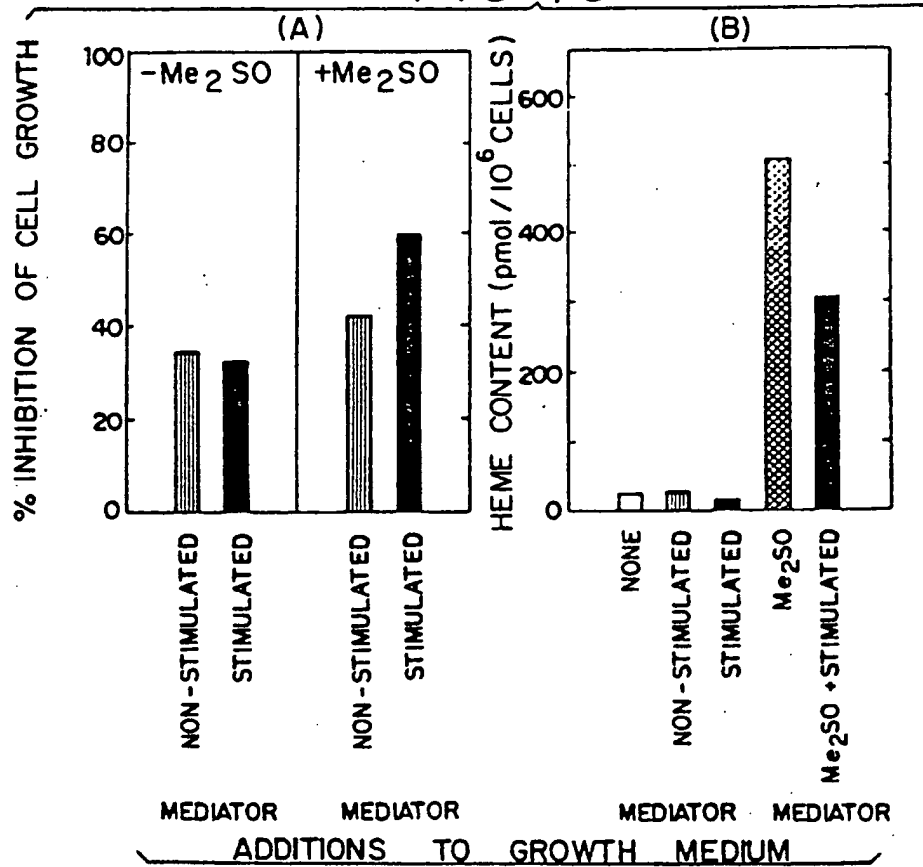 (A)
(B)
% INHIBITION OF CELL GROWTH
100
80
60
40
20
0
-Me2SO
+Me2SO
NON-STIMULATED
STIMULATED
NON-STIMULATED
STIMULATED
MEDIATOR
MEDIATOR
HEME CONTENT (pmol/10^6 CELLS)
600
400
200
0
NONE
NON-STIMULATED
STIMULATED
Me2SO
Me2SO +STIMULATED
MEDIATOR
MEDIATOR
ADDITIONS TO GROWTH MEDIUM